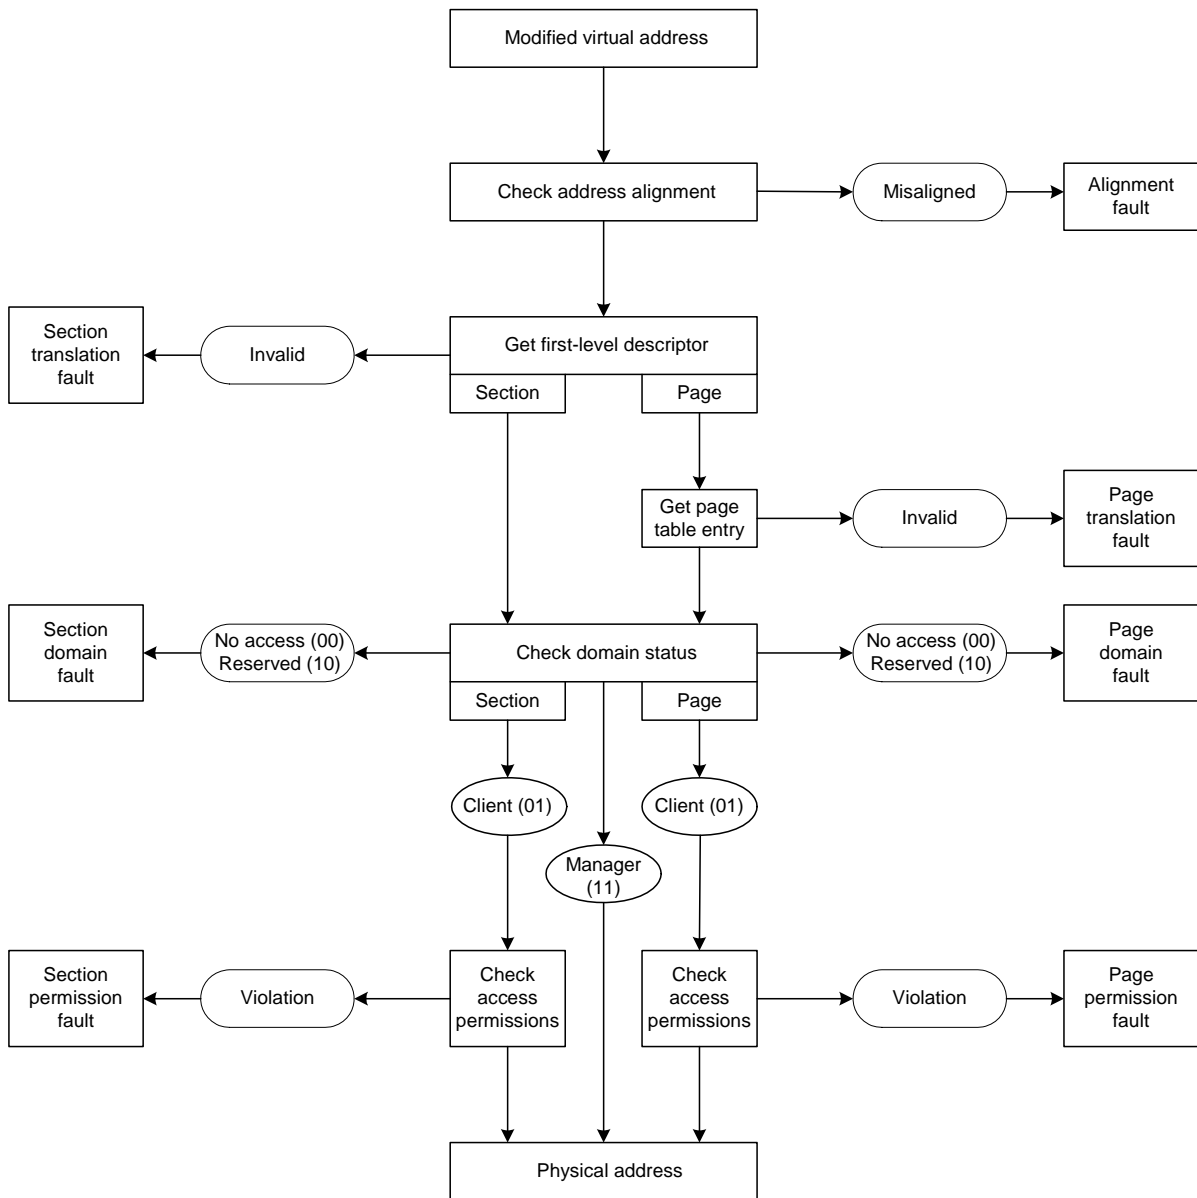 Modified virtual address
Check address alignment
Misaligned
Alignment
fault
Section
translation
fault
Invalid
Get first-level descriptor
Section
Page
Get page
table entry
Invalid
Page
translation
fault
Section
domain
fault
No access (00)
Reserved (10)
Check domain status
No access (00)
Reserved (10)
Page
domain
fault
Section
Page
Client (01)
Client (01)
Manager
(11)
Section
permission
fault
Violation
Check
access
permissions
Check
access
permissions
Violation
Page
permission
fault
Physical address